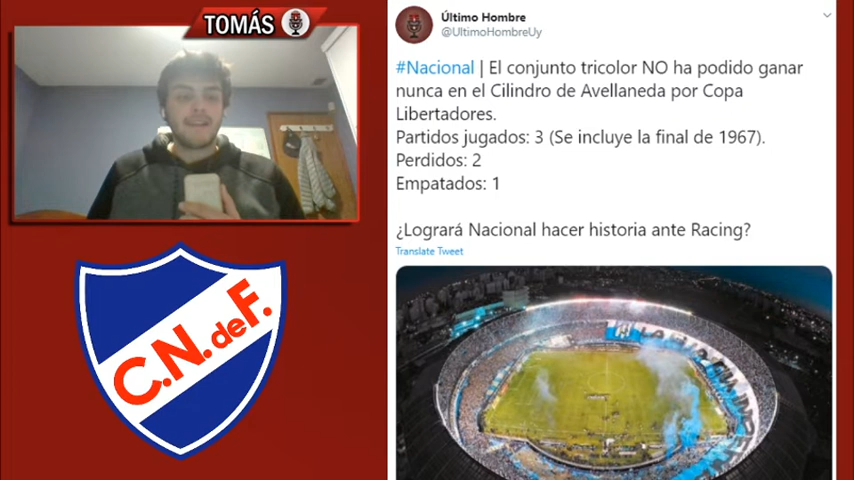 TOMÁS
C.N.deF.
Último Hombre
@UltimoHombreUy
#Nacional | El conjunto tricolor NO ha podido ganar
nunca en el Cilindro de Avellaneda por Copa
Libertadores.
Partidos jugados: 3 (Se incluye la final de 1967).
Perdidos: 2
Empatados: 1
¿Logrará Nacional hacer historia ante Racing?
Translate Tweet